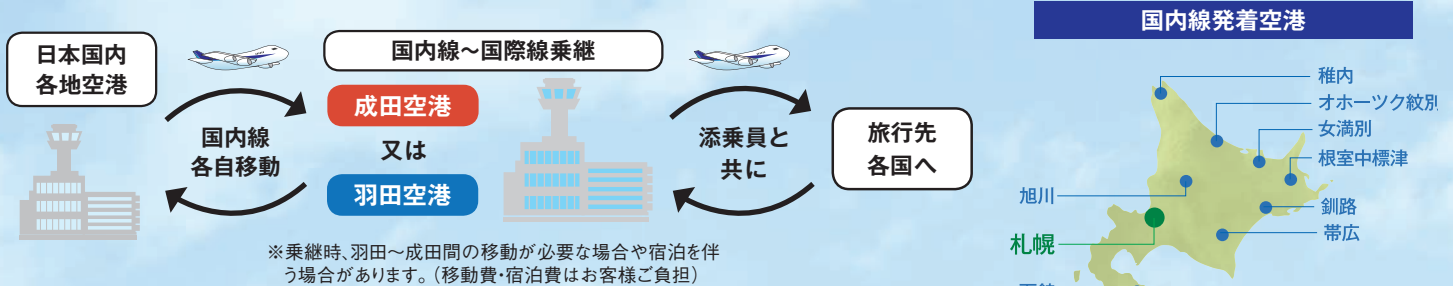 日本国内
各地空港
国内線
各自移動
国内線～国際線乗継
成田空港
又は
羽田空港
添乗員と
共に
旅行先
各国へ
※乗継時、羽田～成田間の移動が必要な場合や宿泊を伴
う場合があります。（移動費・宿泊費はお客様ご負担）
国内線発着空港
稚内
オホーツク紋別
女満別
根室中標津
旭川
釧路
札幌
帯広